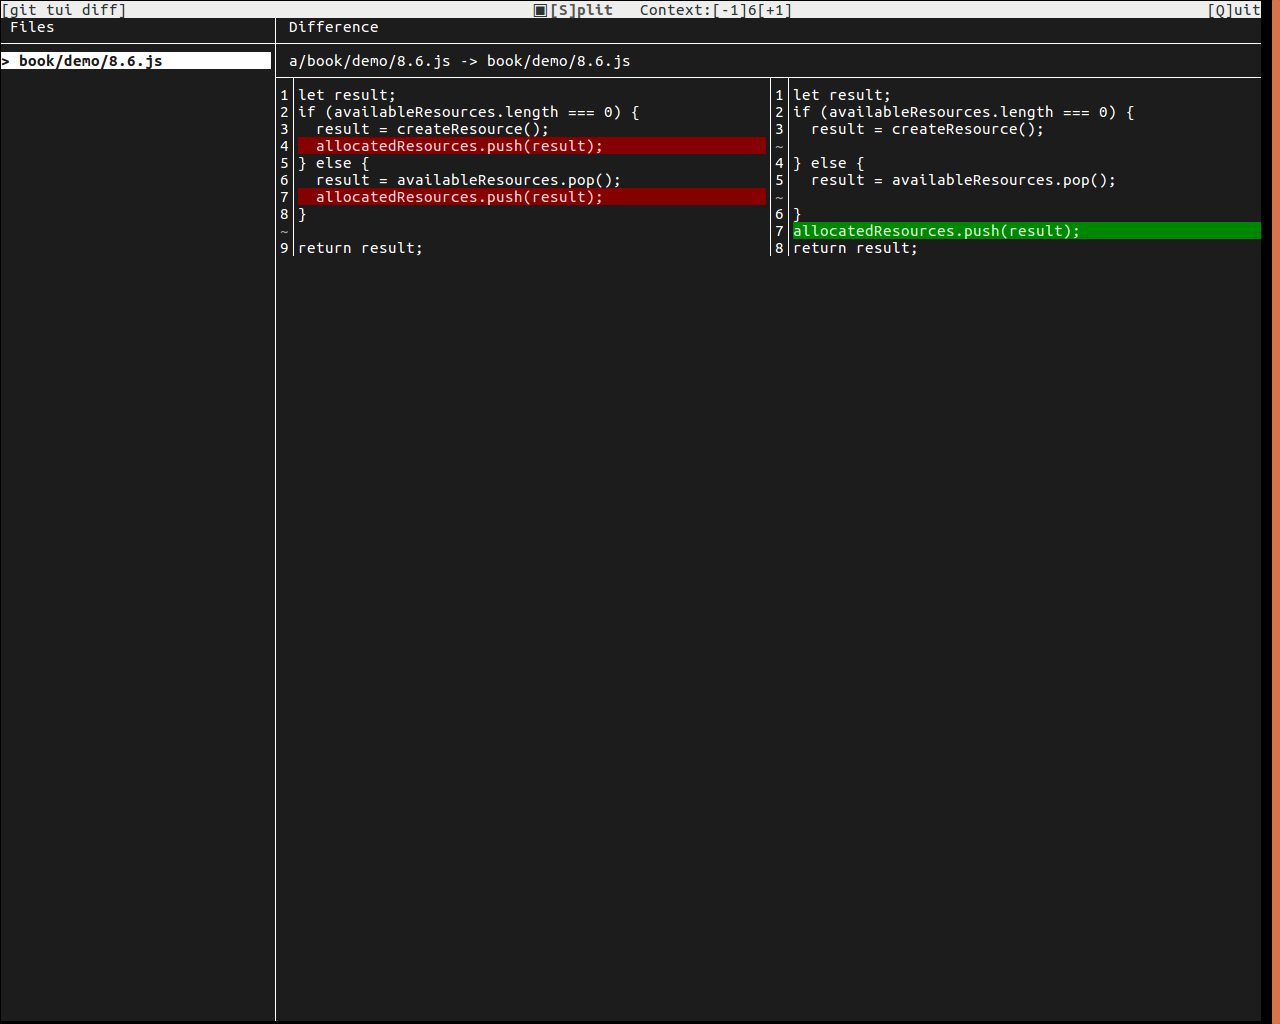 [git tui diff] ▣[S]plit Context:[-1]6[+1] [Q]uit
Files
> book/demo/8.6.js
Difference
a/book/demo/8.6.js -> book/demo/8.6.js
1 let result;
2 if (availableResources.length === 0) {
3   result = createResource();
4   allocatedResources.push(result);
5 } else {
6   result = availableResources.pop();
7   allocatedResources.push(result);
8 }
~
9 return result;
1 let result;
2 if (availableResources.length === 0) {
3   result = createResource();
~
4 } else {
5   result = availableResources.pop();
~
6 }
7 allocatedResources.push(result);
8 return result;